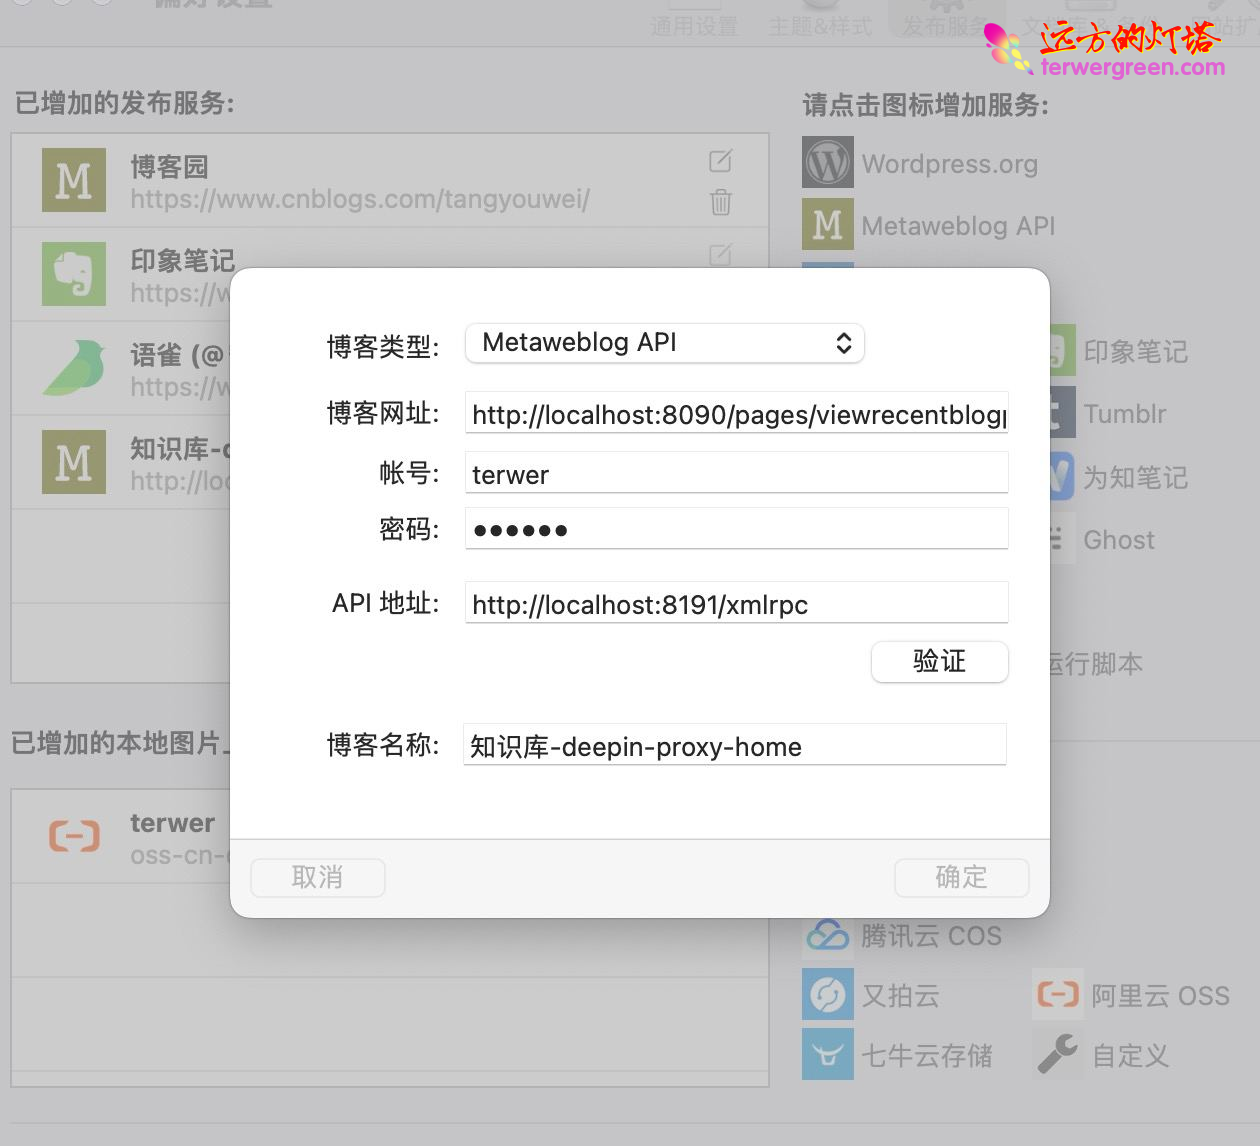 偏好设置
通用设置
主题&样式
发布服务
远方的灯塔
terwergreen.com
已增加的发布服务:
请点击图标增加服务:
博客园
https://www.cnblogs.com/tangyouwei/
Wordpress.org
Metaweblog API
印象笔记
https://w
语雀 (@
https://w
知识库-d
http://loc
印象笔记
Tumblr
为知笔记
Ghost
运行脚本
博客类型:
Metaweblog API
博客网址:
http://localhost:8090/pages/viewrecentblogp
帐号:
terwer
密码:
●●●●●●
API 地址:
http://localhost:8191/xmlrpc
验证
博客名称:
知识库-deepin-proxy-home
取消
确定
已增加的本地图片
terwer
oss-cn-
腾讯云 COS
又拍云
阿里云 OSS
七牛云存储
自定义